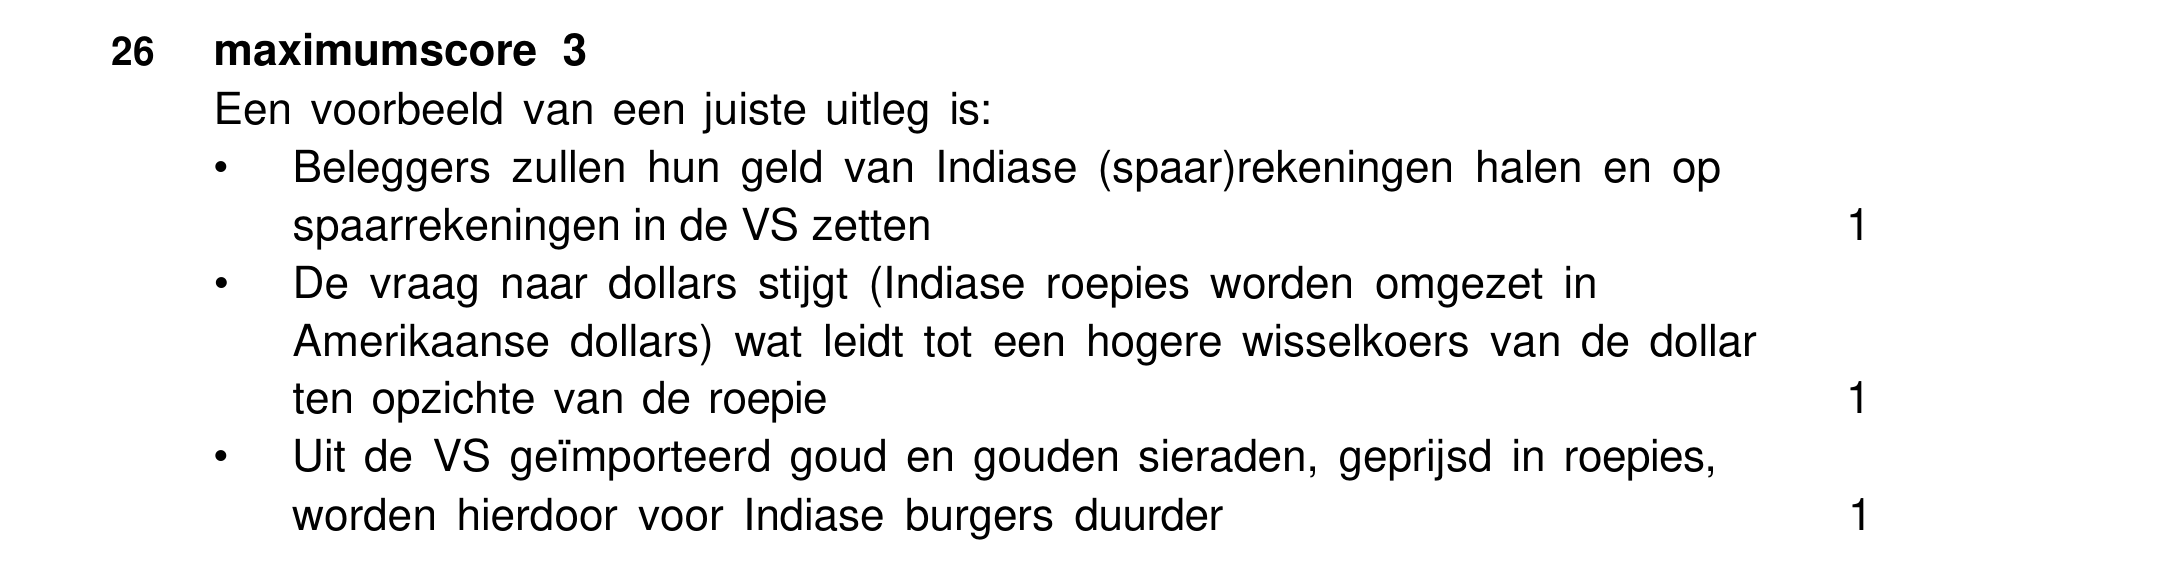 26 maximumscore 3
Een voorbeeld van een juiste uitleg is:
• Beleggers zullen hun geld van Indiase (spaar)rekeningen halen en op
spaarrekeningen in de VS zetten 1
• De vraag naar dollars stijgt (Indiase roepies worden omgezet in
Amerikaanse dollars) wat leidt tot een hogere wisselkoers van de dollar
ten opzichte van de roepie 1
• Uit de VS geïmporteerd goud en gouden sieraden, geprijsd in roepies,
worden hierdoor voor Indiase burgers duurder 1